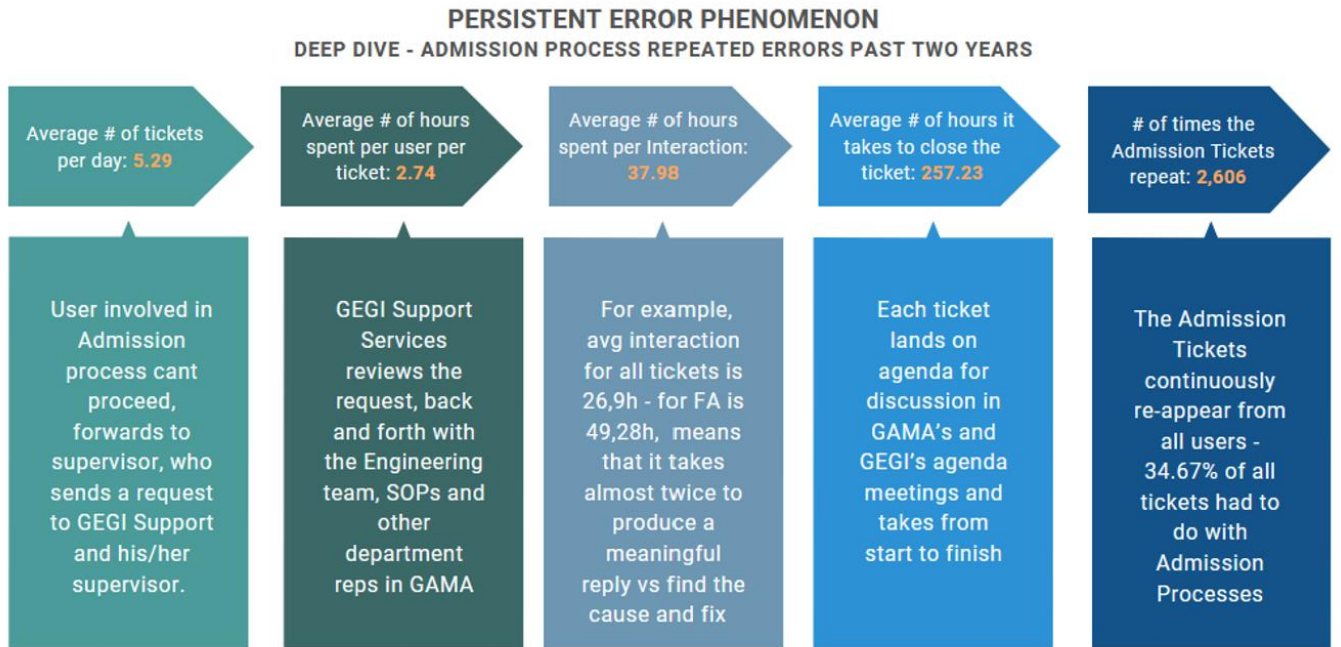 PERSISTENT ERROR PHENOMENON
DEEP DIVE - ADMISSION PROCESS REPEATED ERRORS PAST TWO YEARS
Average # of tickets
per day: 5.29
Average # of hours
spent per user per
ticket: 2.74
Average # of hours
spent per Interaction:
37.98
Average # of hours it
takes to close the
ticket: 257.23
# of times the
Admission Tickets
repeat: 2,606
User involved in
Admission
process cant
proceed,
forwards to
supervisor, who
sends a request
to GEGI Support
and his/her
supervisor.
GEGI Support
Services
reviews the
request, back
and forth with
the Engineering
team, SOPs and
other
department
reps in GAMA
For example,
avg interaction
for all tickets is
26,9h - for FA is
49,28h, means
that it takes
almost twice to
produce a
meaningful
reply vs find the
cause and fix
Each ticket
lands on
agenda for
discussion in
GAMA's and
GEGI's agenda
meetings and
takes from
start to finish
The Admission
Tickets
continuously
re-appear from
all users -
34.67% of all
tickets had to
do with
Admission
Processes